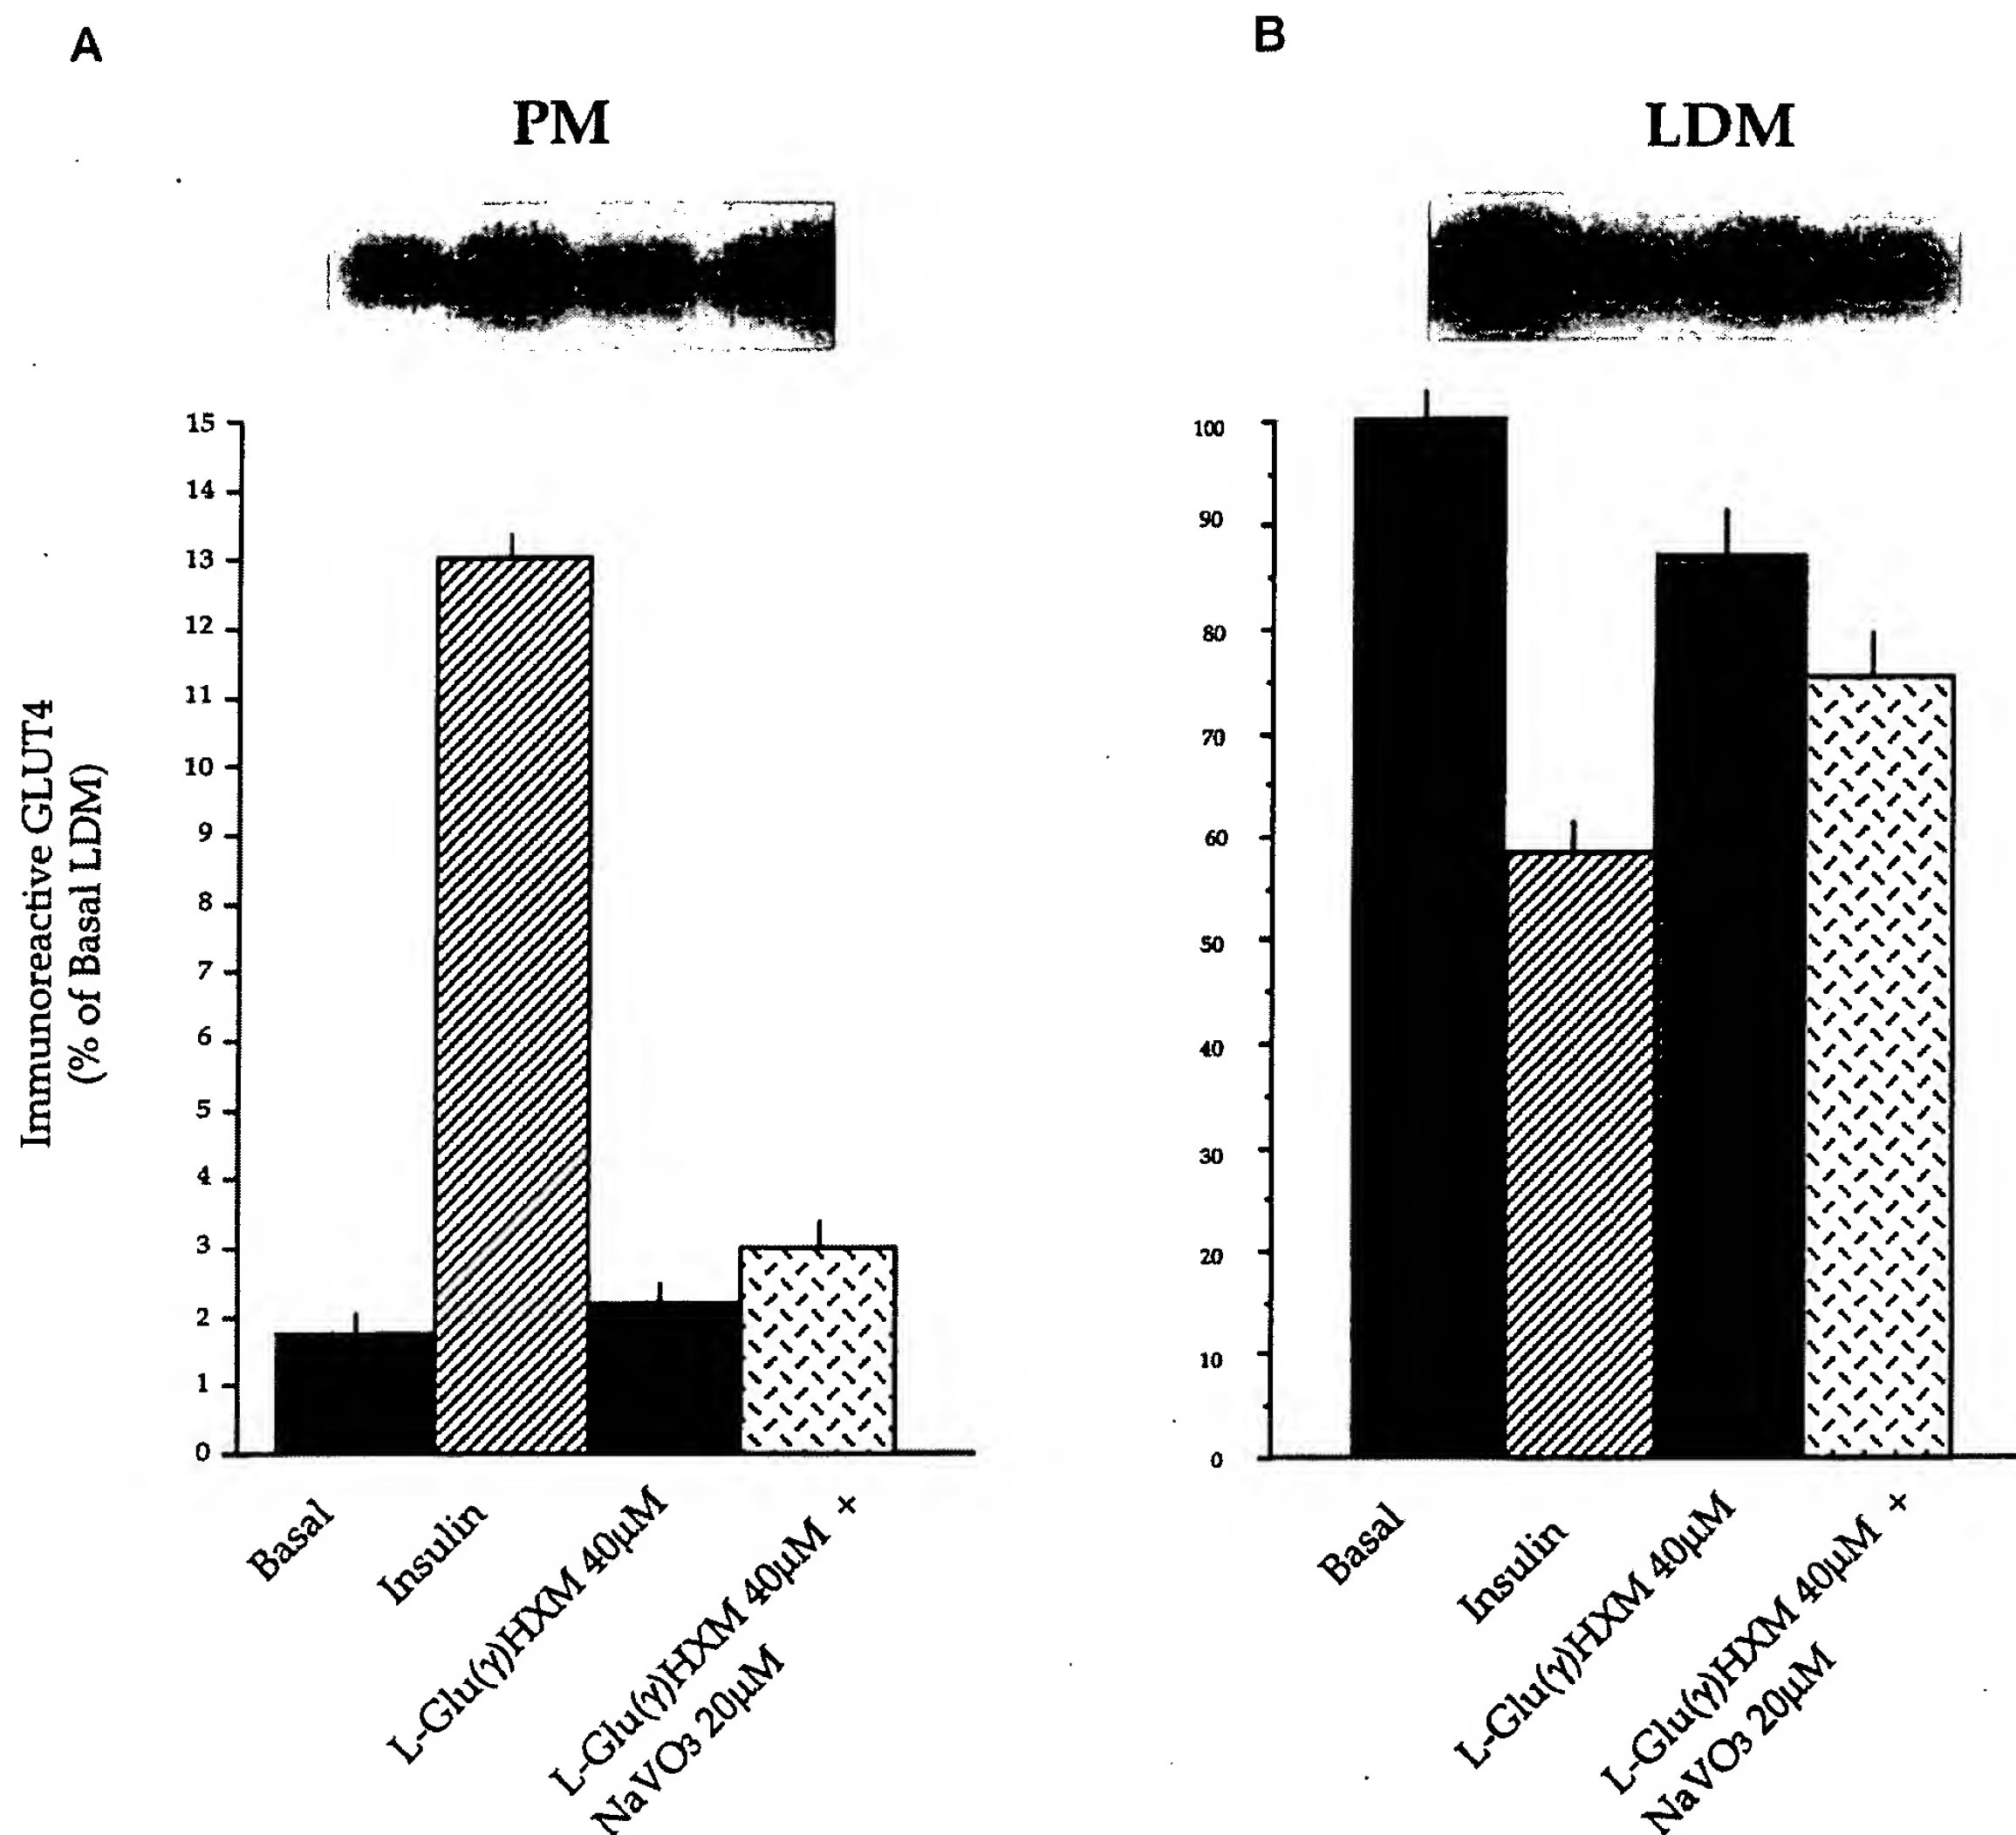 A
PM
15
14
13
12
11
10
9
8
7
6
5
4
3
2
1
0
Immunoreactive GLUT4
(% of Basal LDM)
Basal
Insulin
L-Glu(γ)HXM 40μM
L-Glu(γ)HXM 40μM +
NaVO3 20μM
B
LDM
100
90
80
70
60
50
40
30
20
10
0
Basal
Insulin
L-Glu(γ)HXM 40μM
L-Glu(γ)HXM 40μM +
NaVO3 20μM